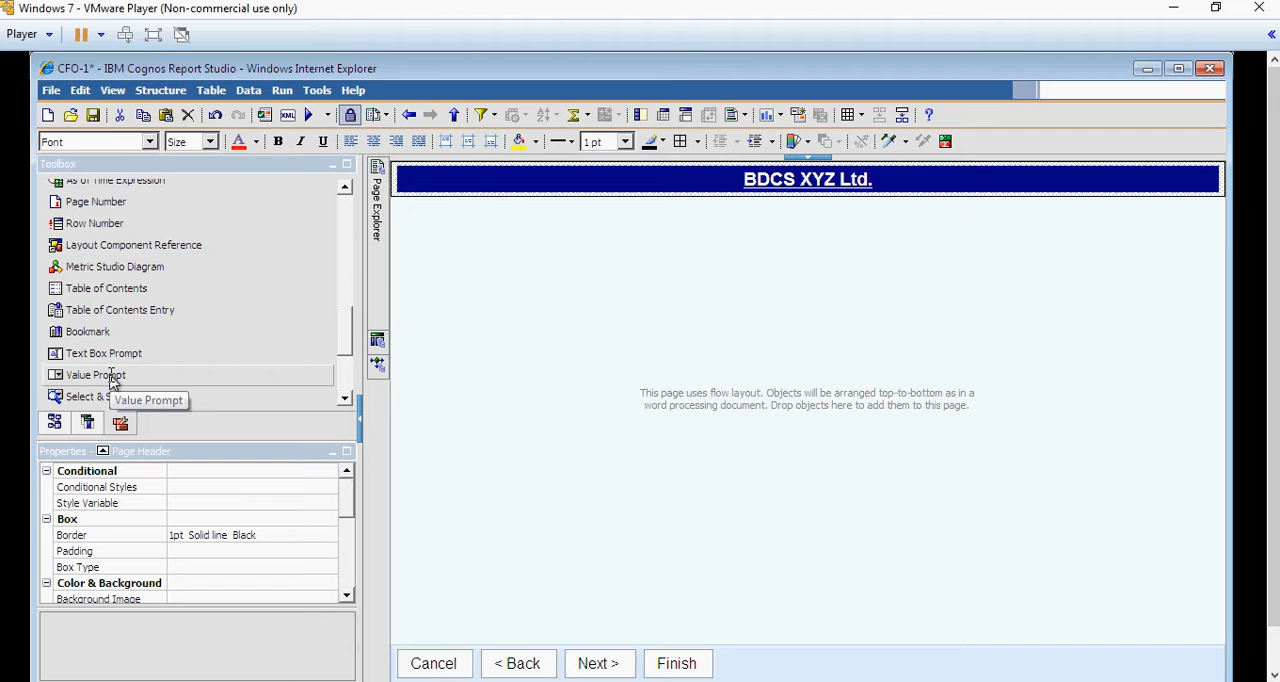 Windows 7 - VMware Player (Non-commercial use only)
Player
CFO-1* - IBM Cognos Report Studio - Windows Internet Explorer
File Edit View Structure Table Data Run Tools Help
Font Size 1 pt
Toolbox
As of Time Expression
Page Number
Row Number
Layout Component Reference
Metric Studio Diagram
Table of Contents
Table of Contents Entry
Bookmark
Text Box Prompt
Value Prompt
Select & S
Value Prompt
Page Explorer
BDCS XYZ Ltd.
This page uses flow layout. Objects will be arranged top-to-bottom as in a
word processing document. Drop objects here to add them to this page.
Properties - Page Header
Conditional
Conditional Styles
Style Variable
Box
Border 1pt Solid line Black
Padding
Box Type
Color & Background
Background Image
Cancel < Back Next > Finish